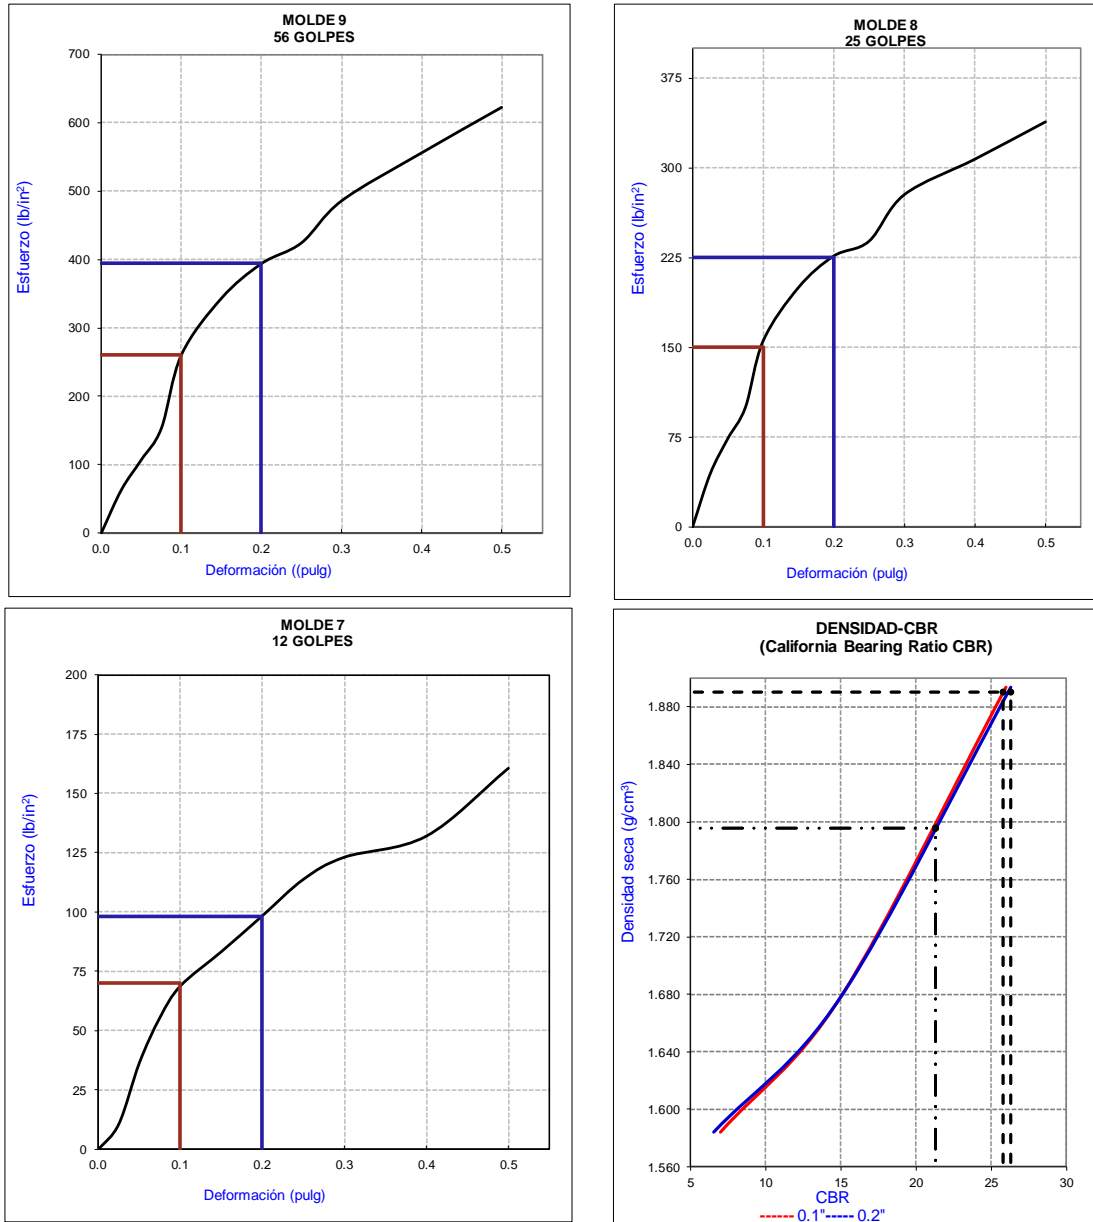 MOLDE 9
56 GOLPES
700
600
500
400
300
200
100
0
0.0 0.1 0.2 0.3 0.4 0.5
Esfuerzo (lb/in²)
Deformación ((pulg)
MOLDE 8
25 GOLPES
375
300
225
150
75
0
0.0 0.1 0.2 0.3 0.4 0.5
Esfuerzo (lb/in²)
Deformación (pulg)
MOLDE 7
12 GOLPES
200
175
150
125
100
75
50
25
0
0.0 0.1 0.2 0.3 0.4 0.5
Esfuerzo (lb/in²)
Deformación (pulg)
DENSIDAD-CBR
(California Bearing Ratio CBR)
1.880
1.840
1.800
1.760
1.720
1.680
1.640
1.600
1.560
5 10 15 20 25 30
Densidad seca (g/cm³)
CBR
0.1" 0.2"